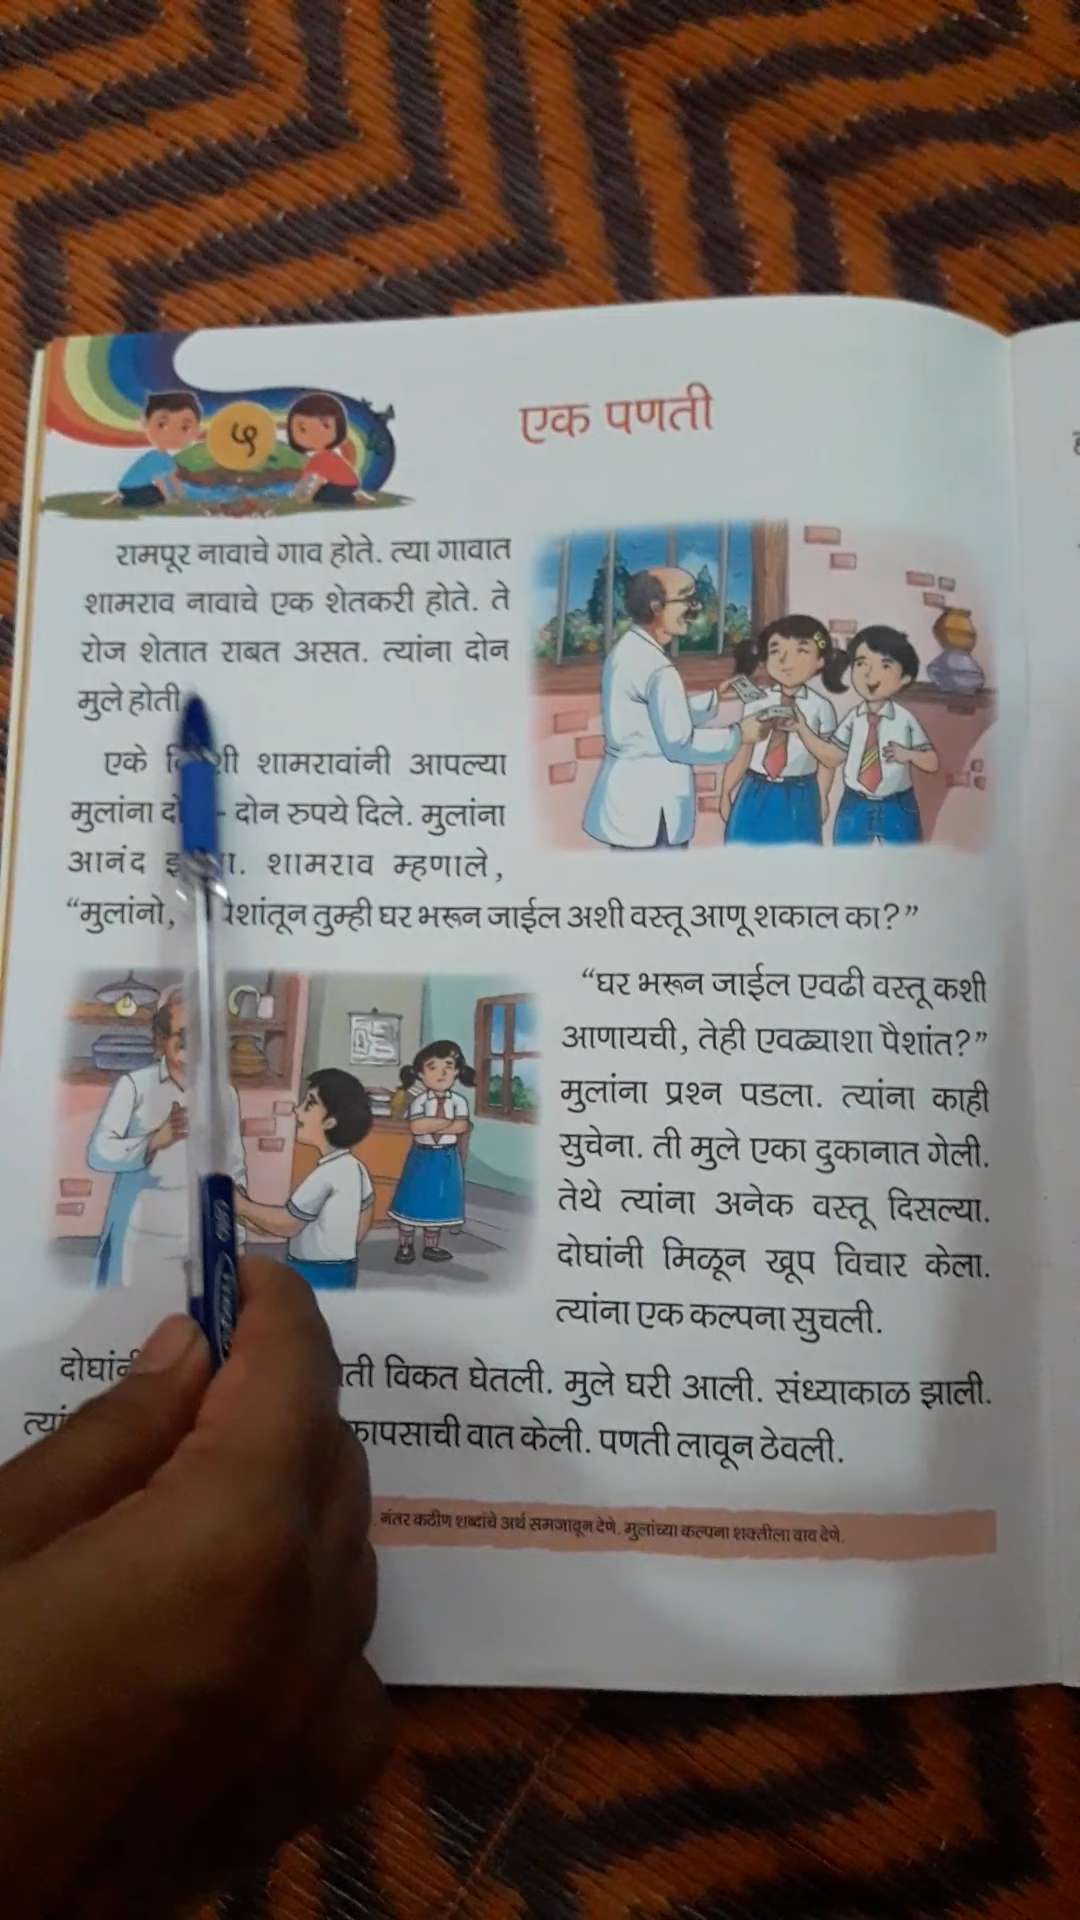 ५
एक पणती
रामपूर नावाचे गाव होते. त्या गावात
शामराव नावाचे एक शेतकरी होते. ते
रोज शेतात राबत असत. त्यांना दोन
मुले होती
एके शामरावांनी आपल्या
मुलांना - दोन रुपये दिले. मुलांना
आनंद शामराव म्हणाले,
“मुलांनो, तुम्ही घर भरून जाईल अशी वस्तू आणू शकाल का?”
“घर भरून जाईल एवढी वस्तू कशी
आणायची, तेही एवढ्याशा पैशांत?”
मुलांना प्रश्न पडला. त्यांना काही
सुचेना. ती मुले एका दुकानात गेली.
तेथे त्यांना अनेक वस्तू दिसल्या.
दोघांनी मिळून खूप विचार केला.
त्यांना एक कल्पना सुचली.
विकत घेतली. मुले घरी आली. संध्याकाळ झाली.
कापसाची वात केली. पणती लावून ठेवली.
नंतर कठीण शब्दांचे अर्थ समजावून देणे. मुलांच्या कल्पना शक्तीला वाव देणे.